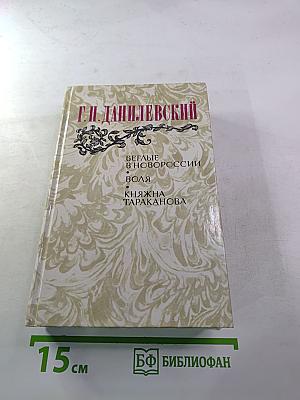 Г.П. ДАНИЛЕВСКИЙ
БЕГЛЫЕ
В НОВОРОССИИ
ВОЛЯ
КНЯЖНА
ТАРАКАНОВА
15 см
БФ БИБЛИОФАН